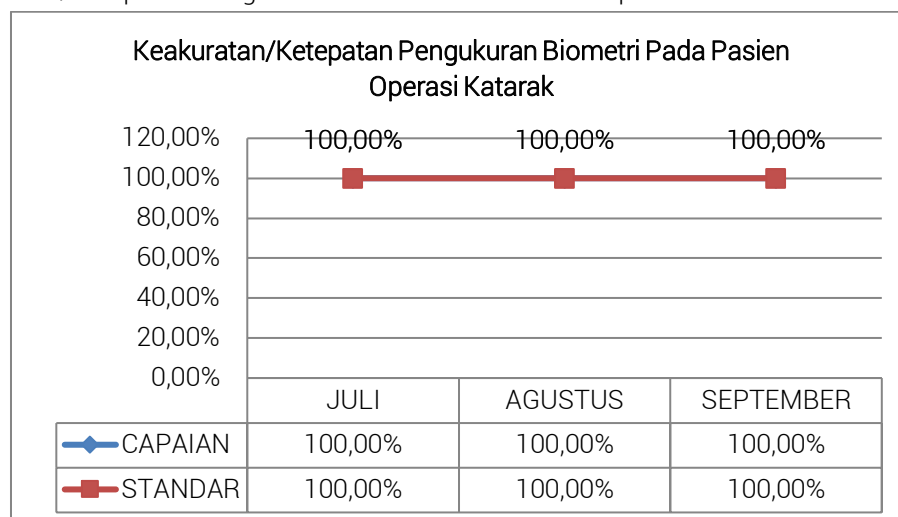 Keakuratan/Ketepatan Pengukuran Biometri Pada Pasien
Operasi Katarak
120,00%
100,00%
80,00%
60,00%
40,00%
20,00%
0,00%
100,00% 100,00% 100,00%
JULI AGUSTUS SEPTEMBER
CAPAIAN 100,00% 100,00% 100,00%
STANDAR 100,00% 100,00% 100,00%